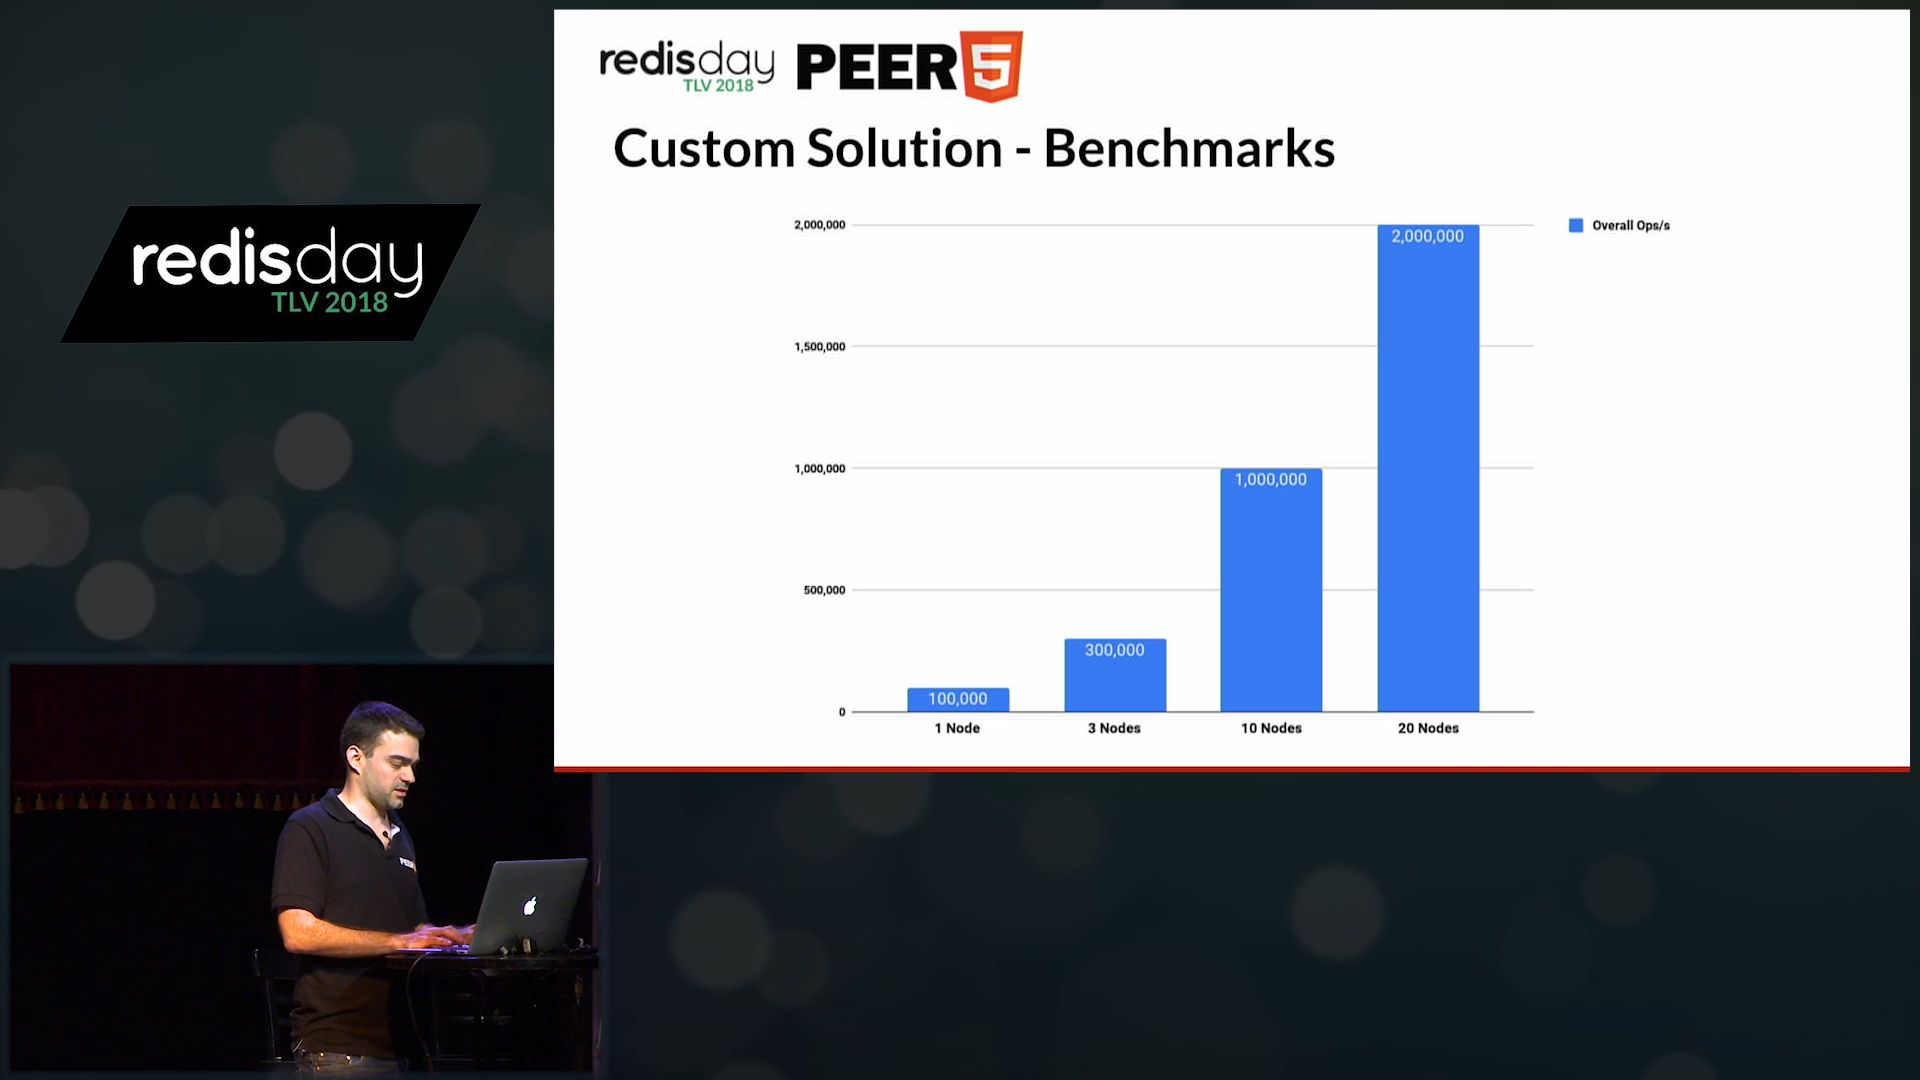 redisday
TLV 2018
redisday
TLV 2018
PEER5
Custom Solution - Benchmarks
2,000,000
1,500,000
1,000,000
500,000
0
2,000,000
1,000,000
300,000
100,000
1 Node
3 Nodes
10 Nodes
20 Nodes
Overall Ops/s
PEER